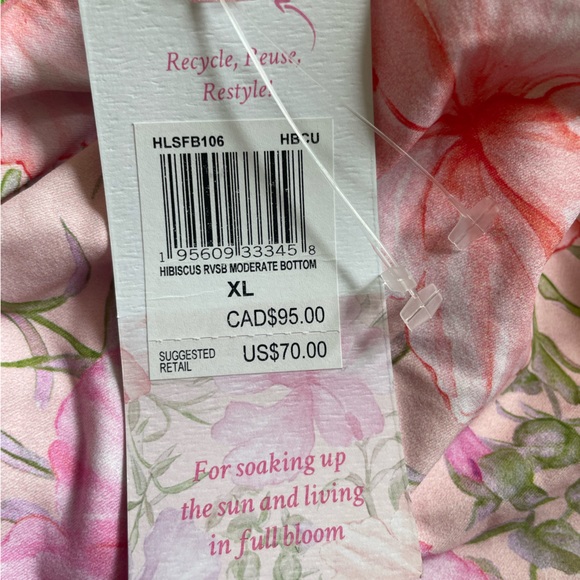 Recycle, Reuse,
Restyle!
HLSFB106 HBCU
1 95609 33345 8
HIBISCUS RVSB MODERATE BOTTOM
XL
CAD$95.00
SUGGESTED
RETAIL US$70.00
For soaking up
the sun and living
in full bloom